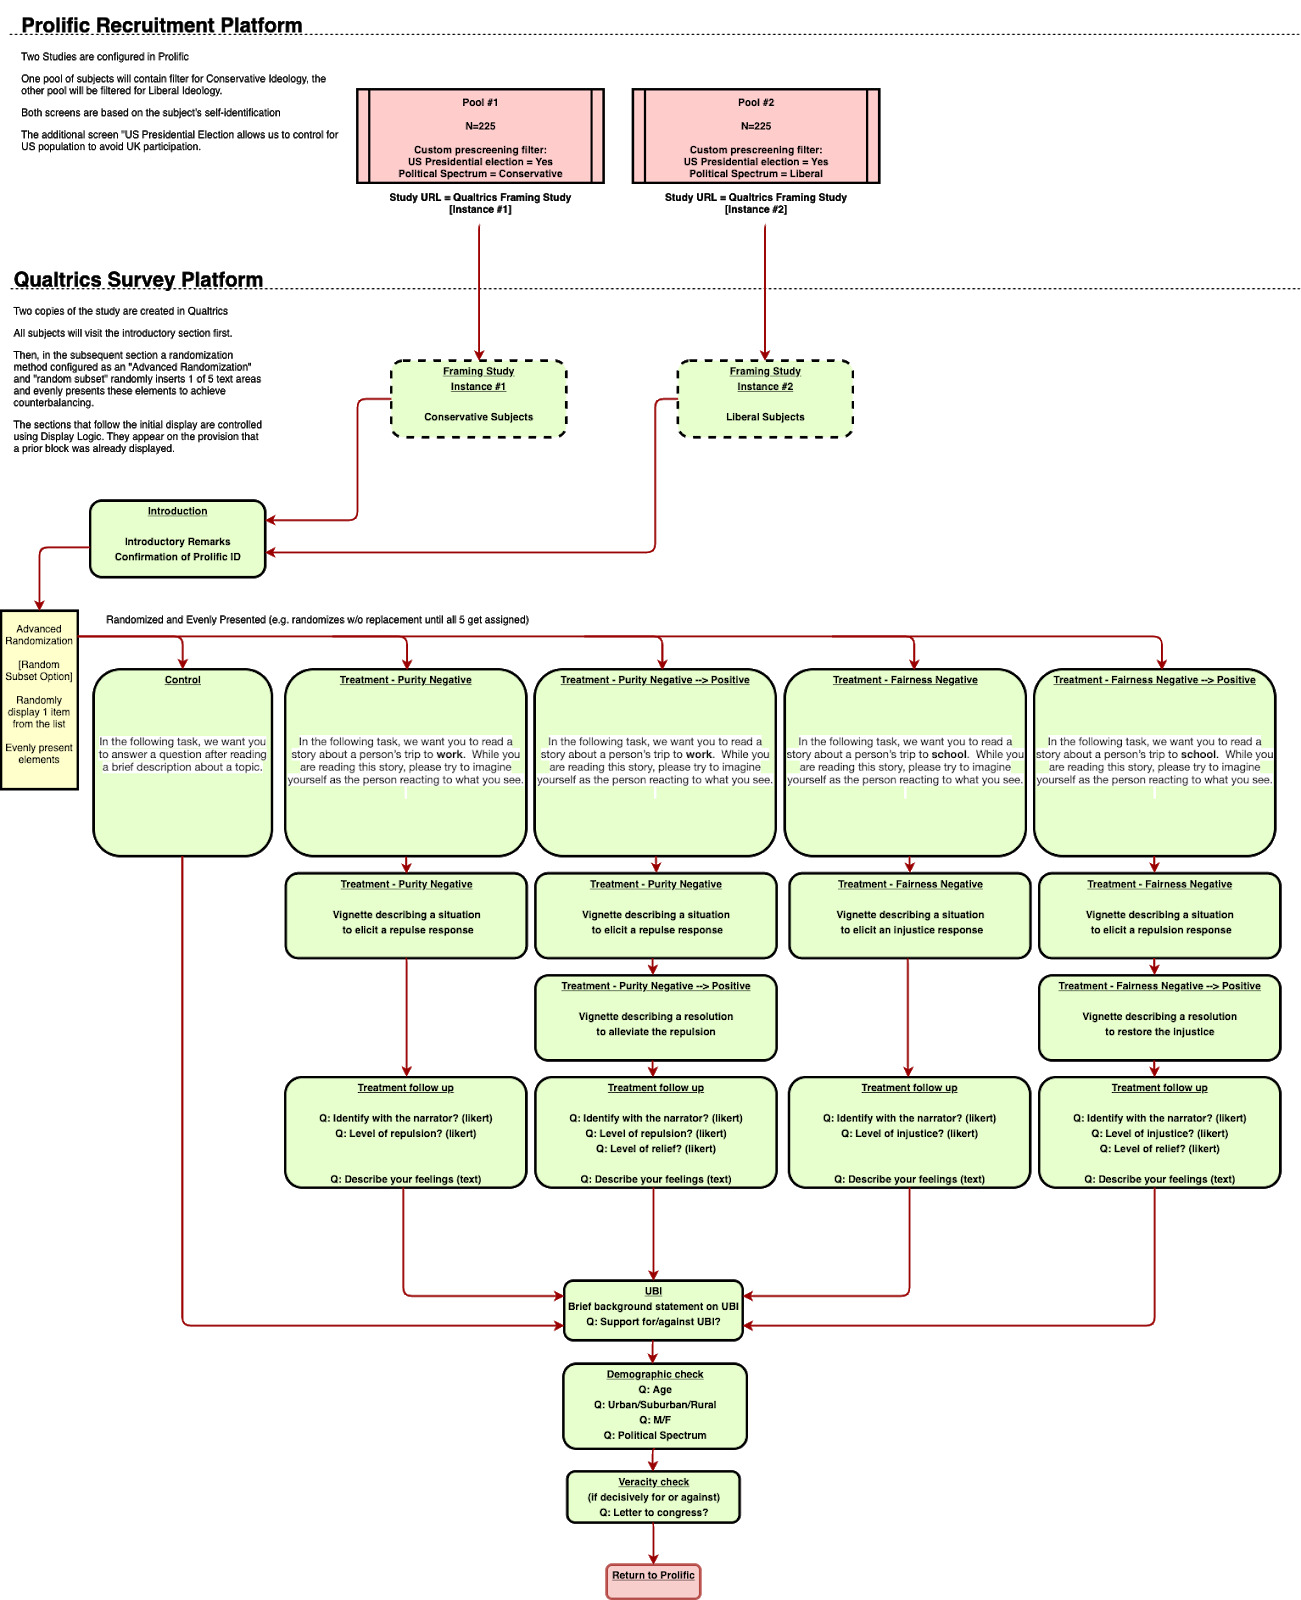 Prolific Recruitment Platform
Two Studies are configured in Prolific
One pool of subjects will contain filter for Conservative Ideology, the
other pool will be filtered for Liberal Ideology.
Both screens are based on the subject's self-identification
The additional screen "US Presidential Election allows us to control for
US population to avoid UK participation.
Pool #1
N=225
Custom prescreening filter:
US Presidential election = Yes
Political Spectrum = Conservative
Study URL = Qualtrics Framing Study
[Instance #1]
Pool #2
N=225
Custom prescreening filter:
US Presidential election = Yes
Political Spectrum = Liberal
Study URL = Qualtrics Framing Study
[Instance #2]
Qualtrics Survey Platform
Two copies of the study are created in Qualtrics
All subjects will visit the introductory section first.
Then, in the subsequent section a randomization
method configured as an "Advanced Randomization"
and "random subset" randomly inserts 1 of 5 text areas
and evenly presents these elements to achieve
counterbalancing.
The sections that follow the initial display are controlled
using Display Logic. They appear on the provision that
a prior block was already displayed.
Framing Study
Instance #1
Conservative Subjects
Framing Study
Instance #2
Liberal Subjects
Introduction
Introductory Remarks
Confirmation of Prolific ID
Advanced
Randomization
[Random
Subset Option]
Randomly
display 1 item
from the list
Evenly present
elements
Randomized and Evenly Presented (e.g. randomizes w/o replacement until all 5 get assigned)
Control
In the following task, we want you
to answer a question after reading
a brief description about a topic.
Treatment - Purity Negative
In the following task, we want you to read a
story about a person's trip to work. While you
are reading this story, please try to imagine
yourself as the person reacting to what you see.
Treatment - Purity Negative --> Positive
In the following task, we want you to read a
story about a person's trip to work. While you
are reading this story, please try to imagine
yourself as the person reacting to what you see.
Treatment - Fairness Negative
In the following task, we want you to read a
story about a person's trip to school. While you
are reading this story, please try to imagine
yourself as the person reacting to what you see.
Treatment - Fairness Negative --> Positive
In the following task, we want you to read a
story about a person's trip to school. While you
are reading this story, please try to imagine
yourself as the person reacting to what you see.
Treatment - Purity Negative
Vignette describing a situation
to elicit a repulse response
Treatment - Purity Negative
Vignette describing a situation
to elicit a repulse response
Treatment - Fairness Negative
Vignette describing a situation
to elicit an injustice response
Treatment - Fairness Negative
Vignette describing a situation
to elicit a repulsion response
Treatment - Purity Negative --> Positive
Vignette describing a resolution
to alleviate the repulsion
Treatment - Fairness Negative --> Positive
Vignette describing a resolution
to restore the injustice
Treatment follow up
Q: Identify with the narrator? (likert)
Q: Level of repulsion? (likert)
Q: Describe your feelings (text)
Treatment follow up
Q: Identify with the narrator? (likert)
Q: Level of repulsion? (likert)
Q: Level of relief? (likert)
Q: Describe your feelings (text)
Treatment follow up
Q: Identify with the narrator? (likert)
Q: Level of injustice? (likert)
Q: Describe your feelings (text)
Treatment follow up
Q: Identify with the narrator? (likert)
Q: Level of injustice? (likert)
Q: Level of relief? (likert)
Q: Describe your feelings (text)
UBI
Brief background statement on UBI
Q: Support for/against UBI?
Demographic check
Q: Age
Q: Urban/Suburban/Rural
Q: M/F
Q: Political Spectrum
Veracity check
(if decisively for or against)
Q: Letter to congress?
Return to Prolific